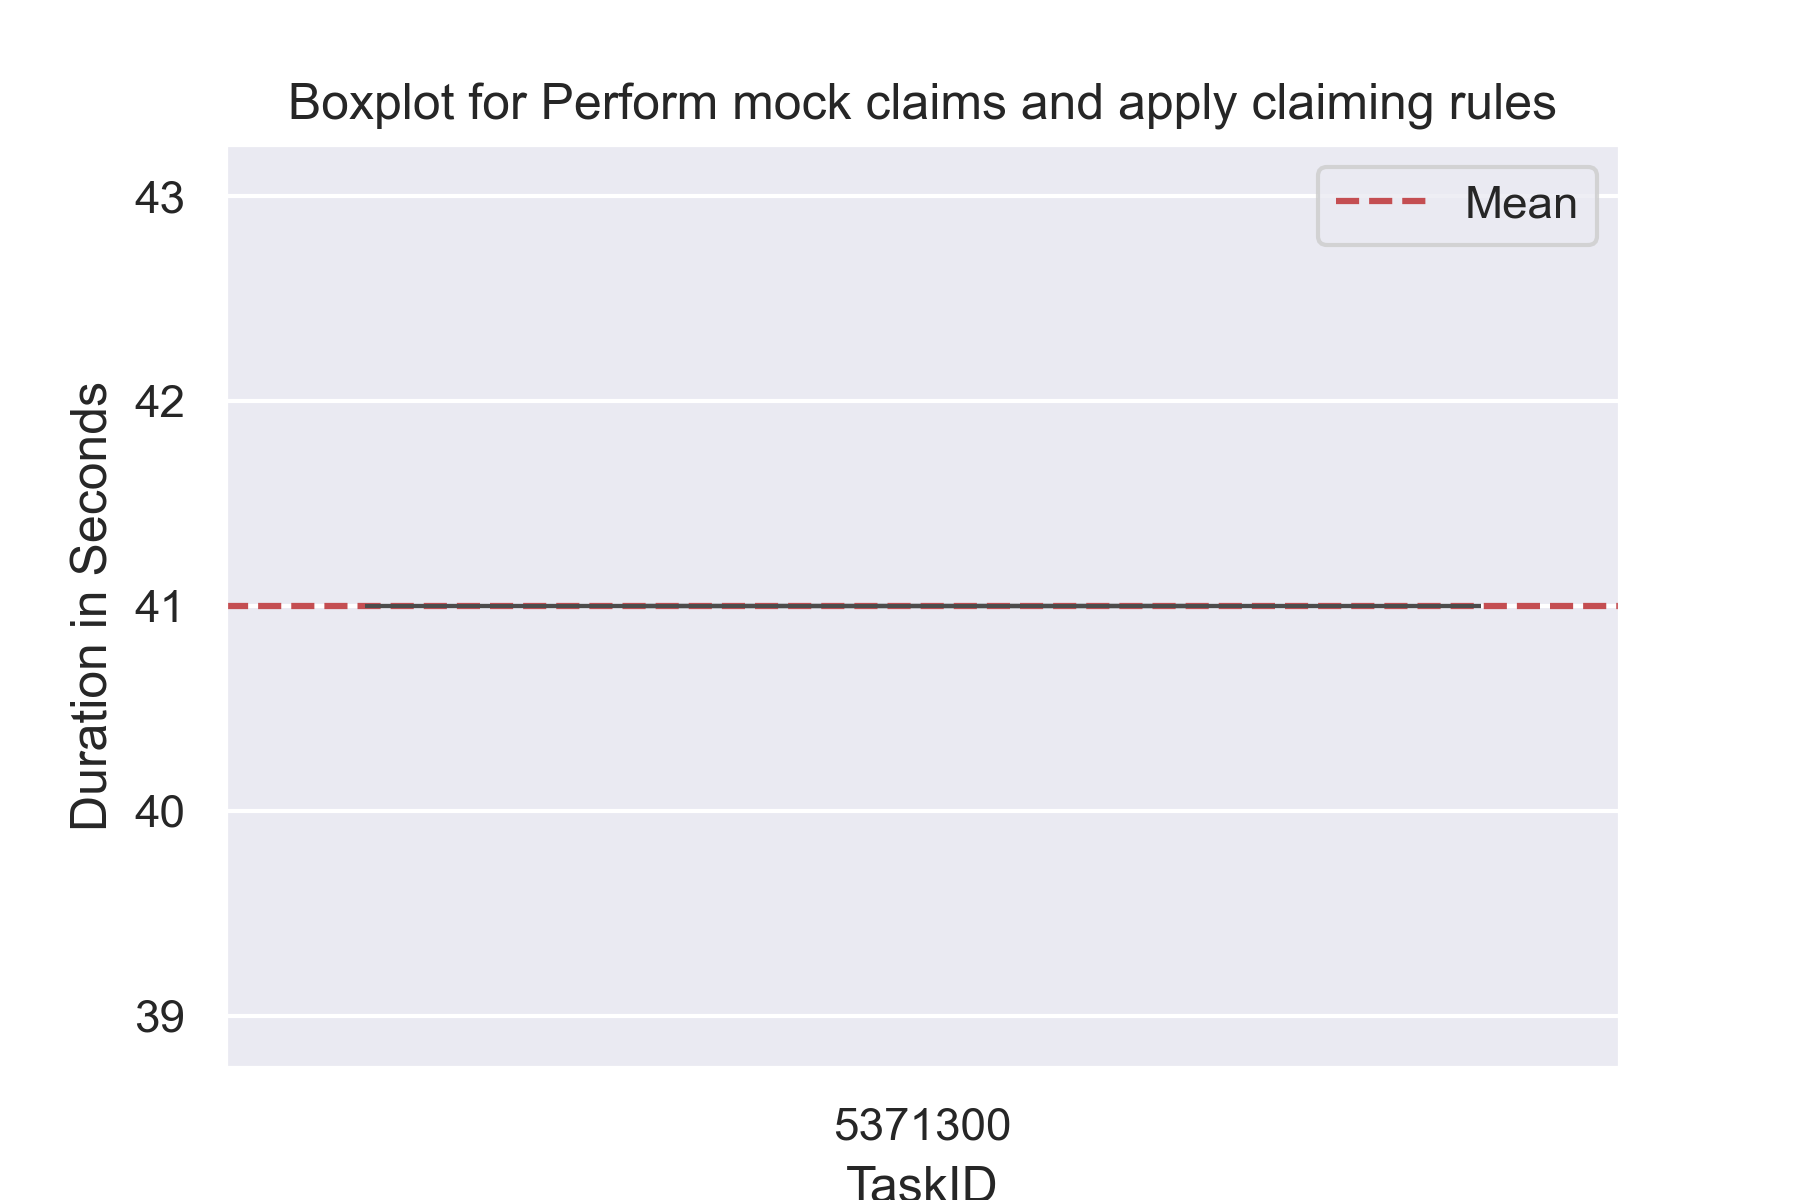 Boxplot for Perform mock claims and apply claiming rules
Mean
43
42
41
40
39
Duration in Seconds
5371300
TaskID